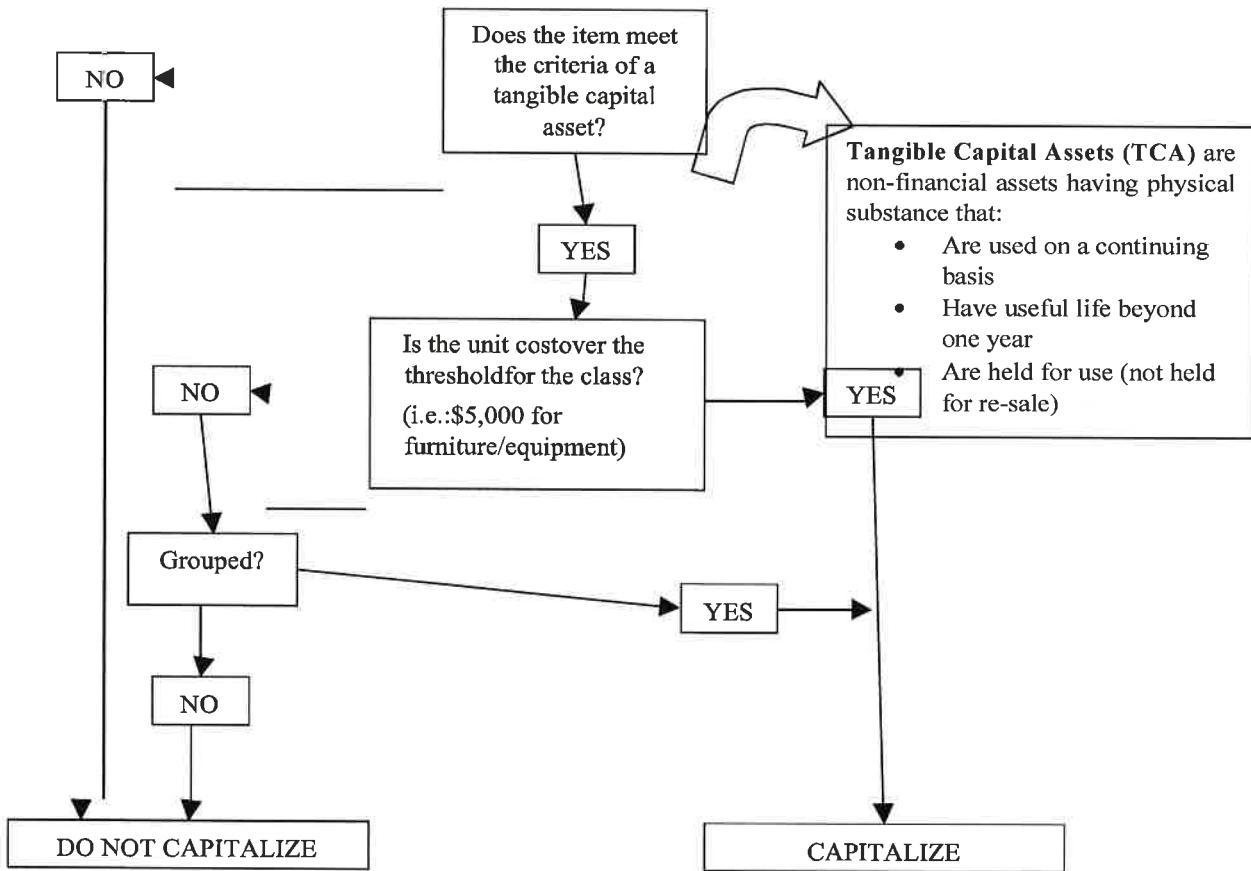 Does the item meet
the criteria of a
tangible capital
asset?
NO
Tangible Capital Assets (TCA) are
non-financial assets having physical
substance that:
• Are used on a continuing
basis
• Have useful life beyond
one year
• Are held for use (not held
for re-sale)
YES
Is the unit costover the
thresholdfor the class?
(i.e.:$5,000 for
furniture/equipment)
NO
YES
Grouped?
YES
NO
DO NOT CAPITALIZE
CAPITALIZE